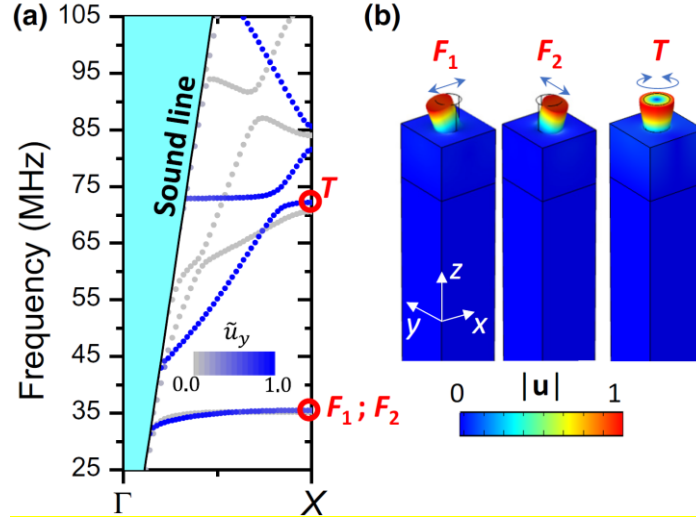 (a)
105
95
85
75
65
55
45
35
25
Frequency (MHz)
Sound line
T
ũy
0.0 1.0
F1 ; F2
Γ X
(b)
F1 F2 T
z
y x
0 |u| 1